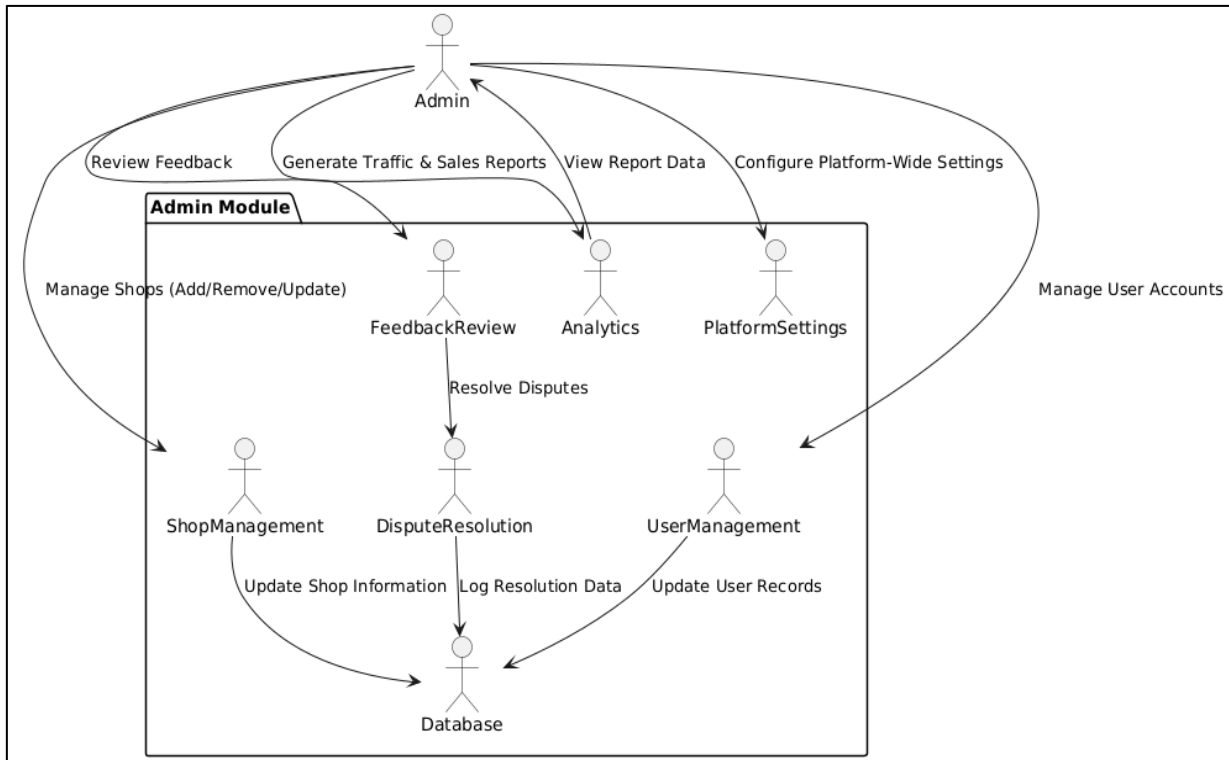 Admin
Review Feedback
Generate Traffic & Sales Reports
View Report Data
Configure Platform-Wide Settings
Admin Module
Manage Shops (Add/Remove/Update)
Manage User Accounts
FeedbackReview
Analytics
PlatformSettings
Resolve Disputes
ShopManagement
DisputeResolution
UserManagement
Update Shop Information
Log Resolution Data
Update User Records
Database